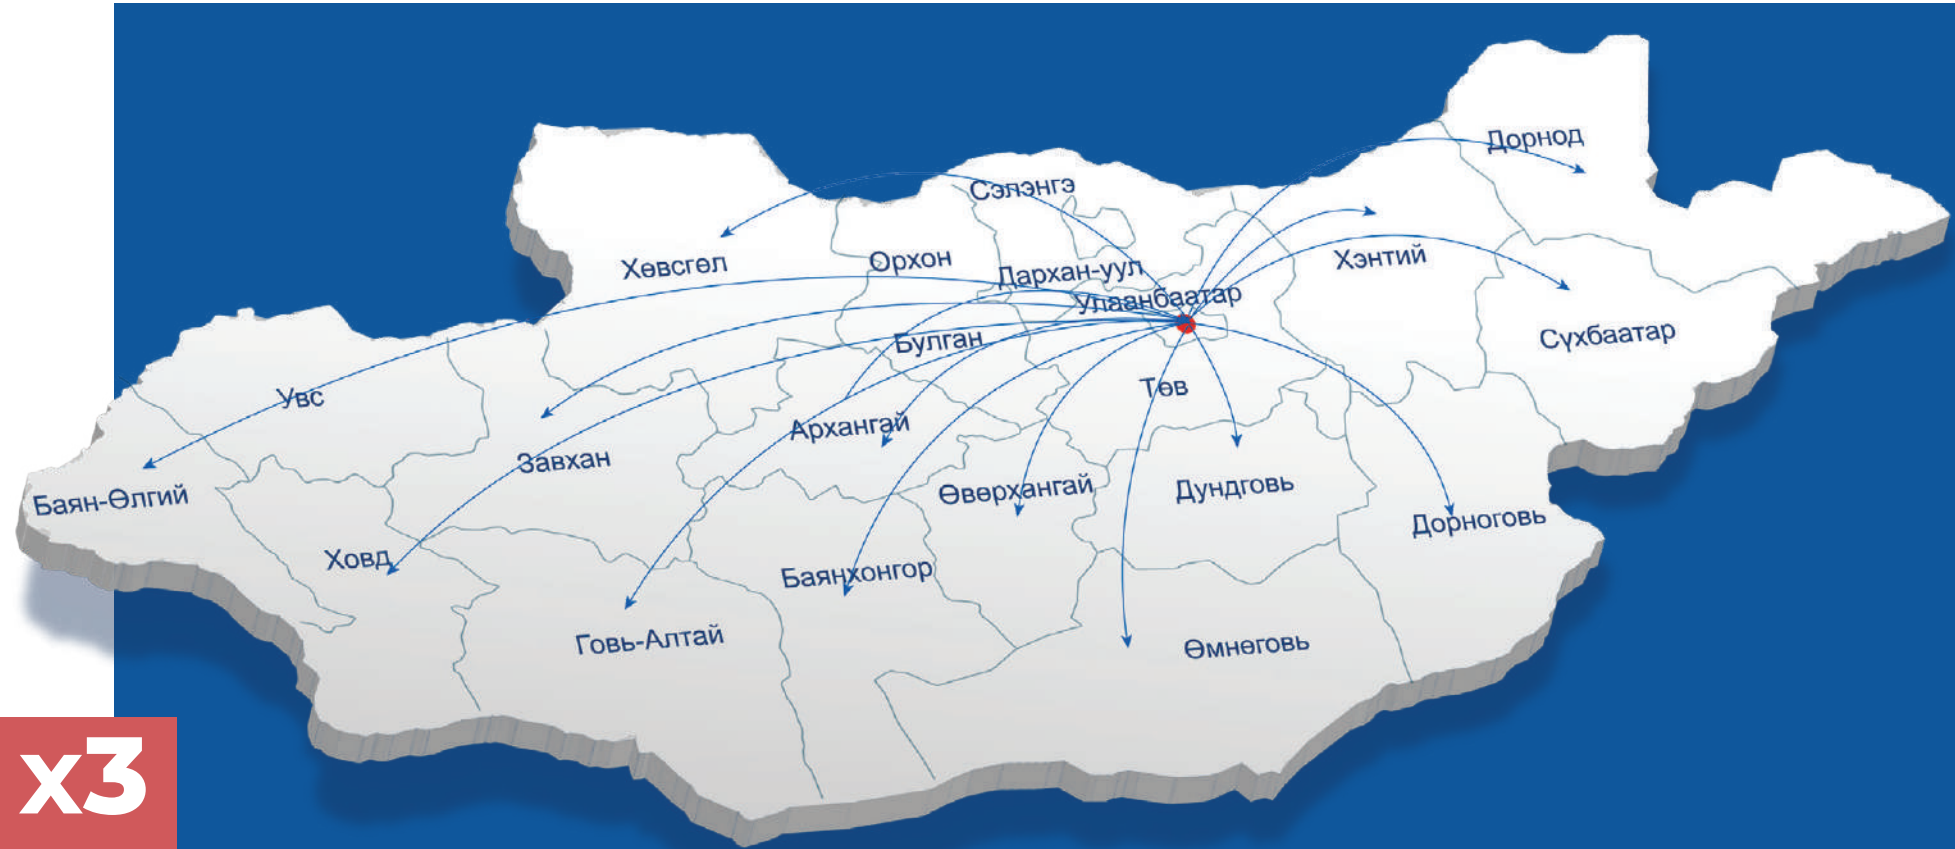 Дорнод
Сэлэнгэ
Хөвсгөл
Орхон
Дархан-уул
Хэнтий
Улаанбаатар
Булган
Сүхбаатар
Увс
Төв
Архангай
Завхан
Баян-Өлгий
Өвөрхангай
Дундговь
Дорноговь
Ховд
Баянхонгор
Говь-Алтай
Өмнөговь
x3